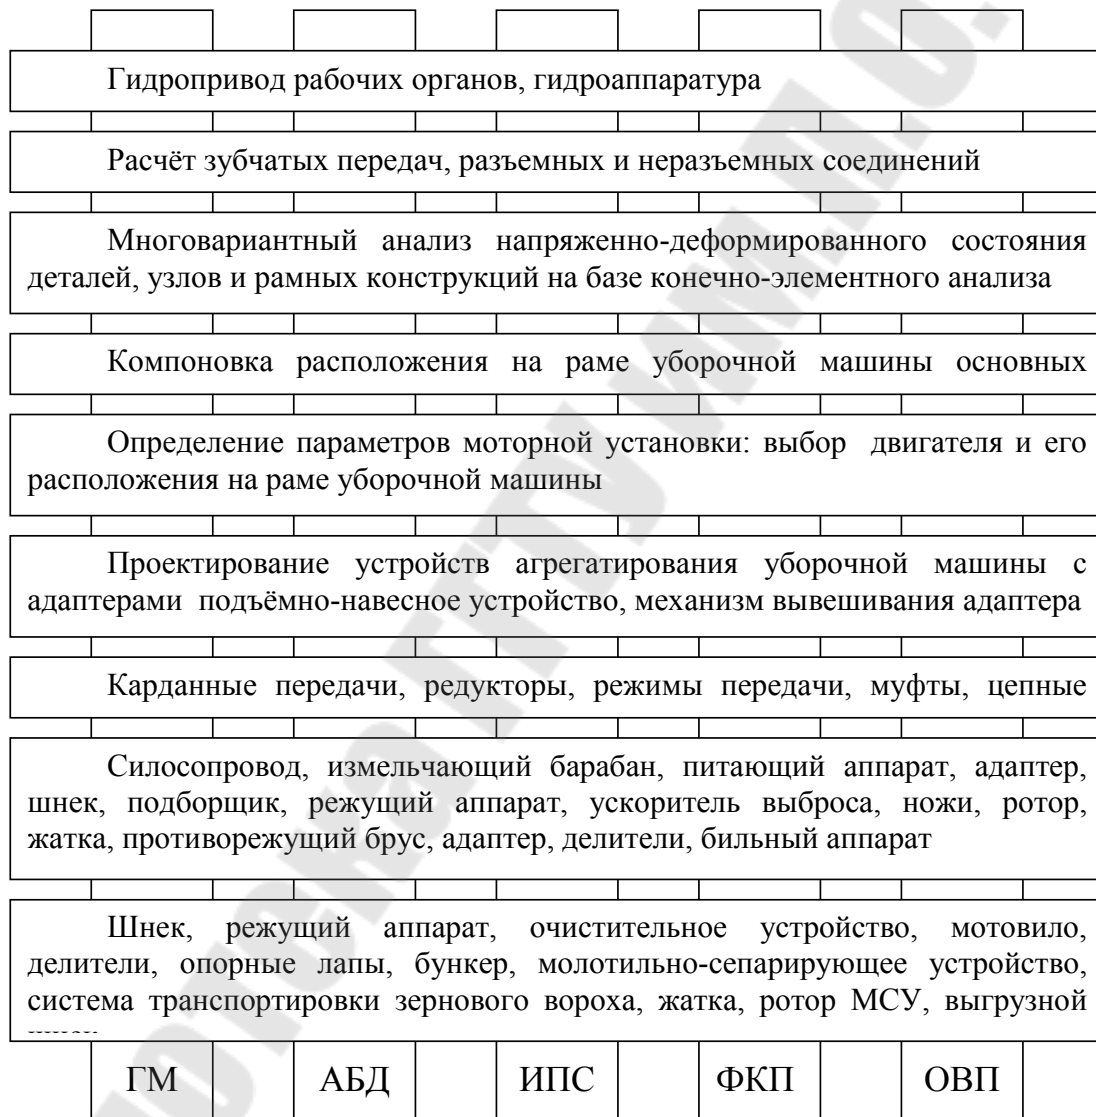 Гидропривод рабочих органов, гидроаппаратура
Расчёт зубчатых передач, разъемных и неразъемных соединений
Многовариантный анализ напряженно-деформированного состояния
деталей, узлов и рамных конструкций на базе конечно-элементного анализа
Компоновка расположения на раме уборочной машины основных
Определение параметров моторной установки: выбор двигателя и его
расположения на раме уборочной машины
Проектирование устройств агрегатирования уборочной машины с
адаптерами подъёмно-навесное устройство, механизм вывешивания адаптера
Карданные передачи, редукторы, режимы передачи, муфты, цепные
Силосопровод, измельчающий барабан, питающий аппарат, адаптер,
шнек, подборщик, режущий аппарат, ускоритель выброса, ножи, ротор,
жатка, противорежущий брус, адаптер, делители, бильный аппарат
Шнек, режущий аппарат, очистительное устройство, мотовило,
делители, опорные лапы, бункер, молотильно-сепарирующее устройство,
система транспортировки зернового вороха, жатка, ротор МСУ, выгрузной
ГМ АБД ИПС ФКП ОВП